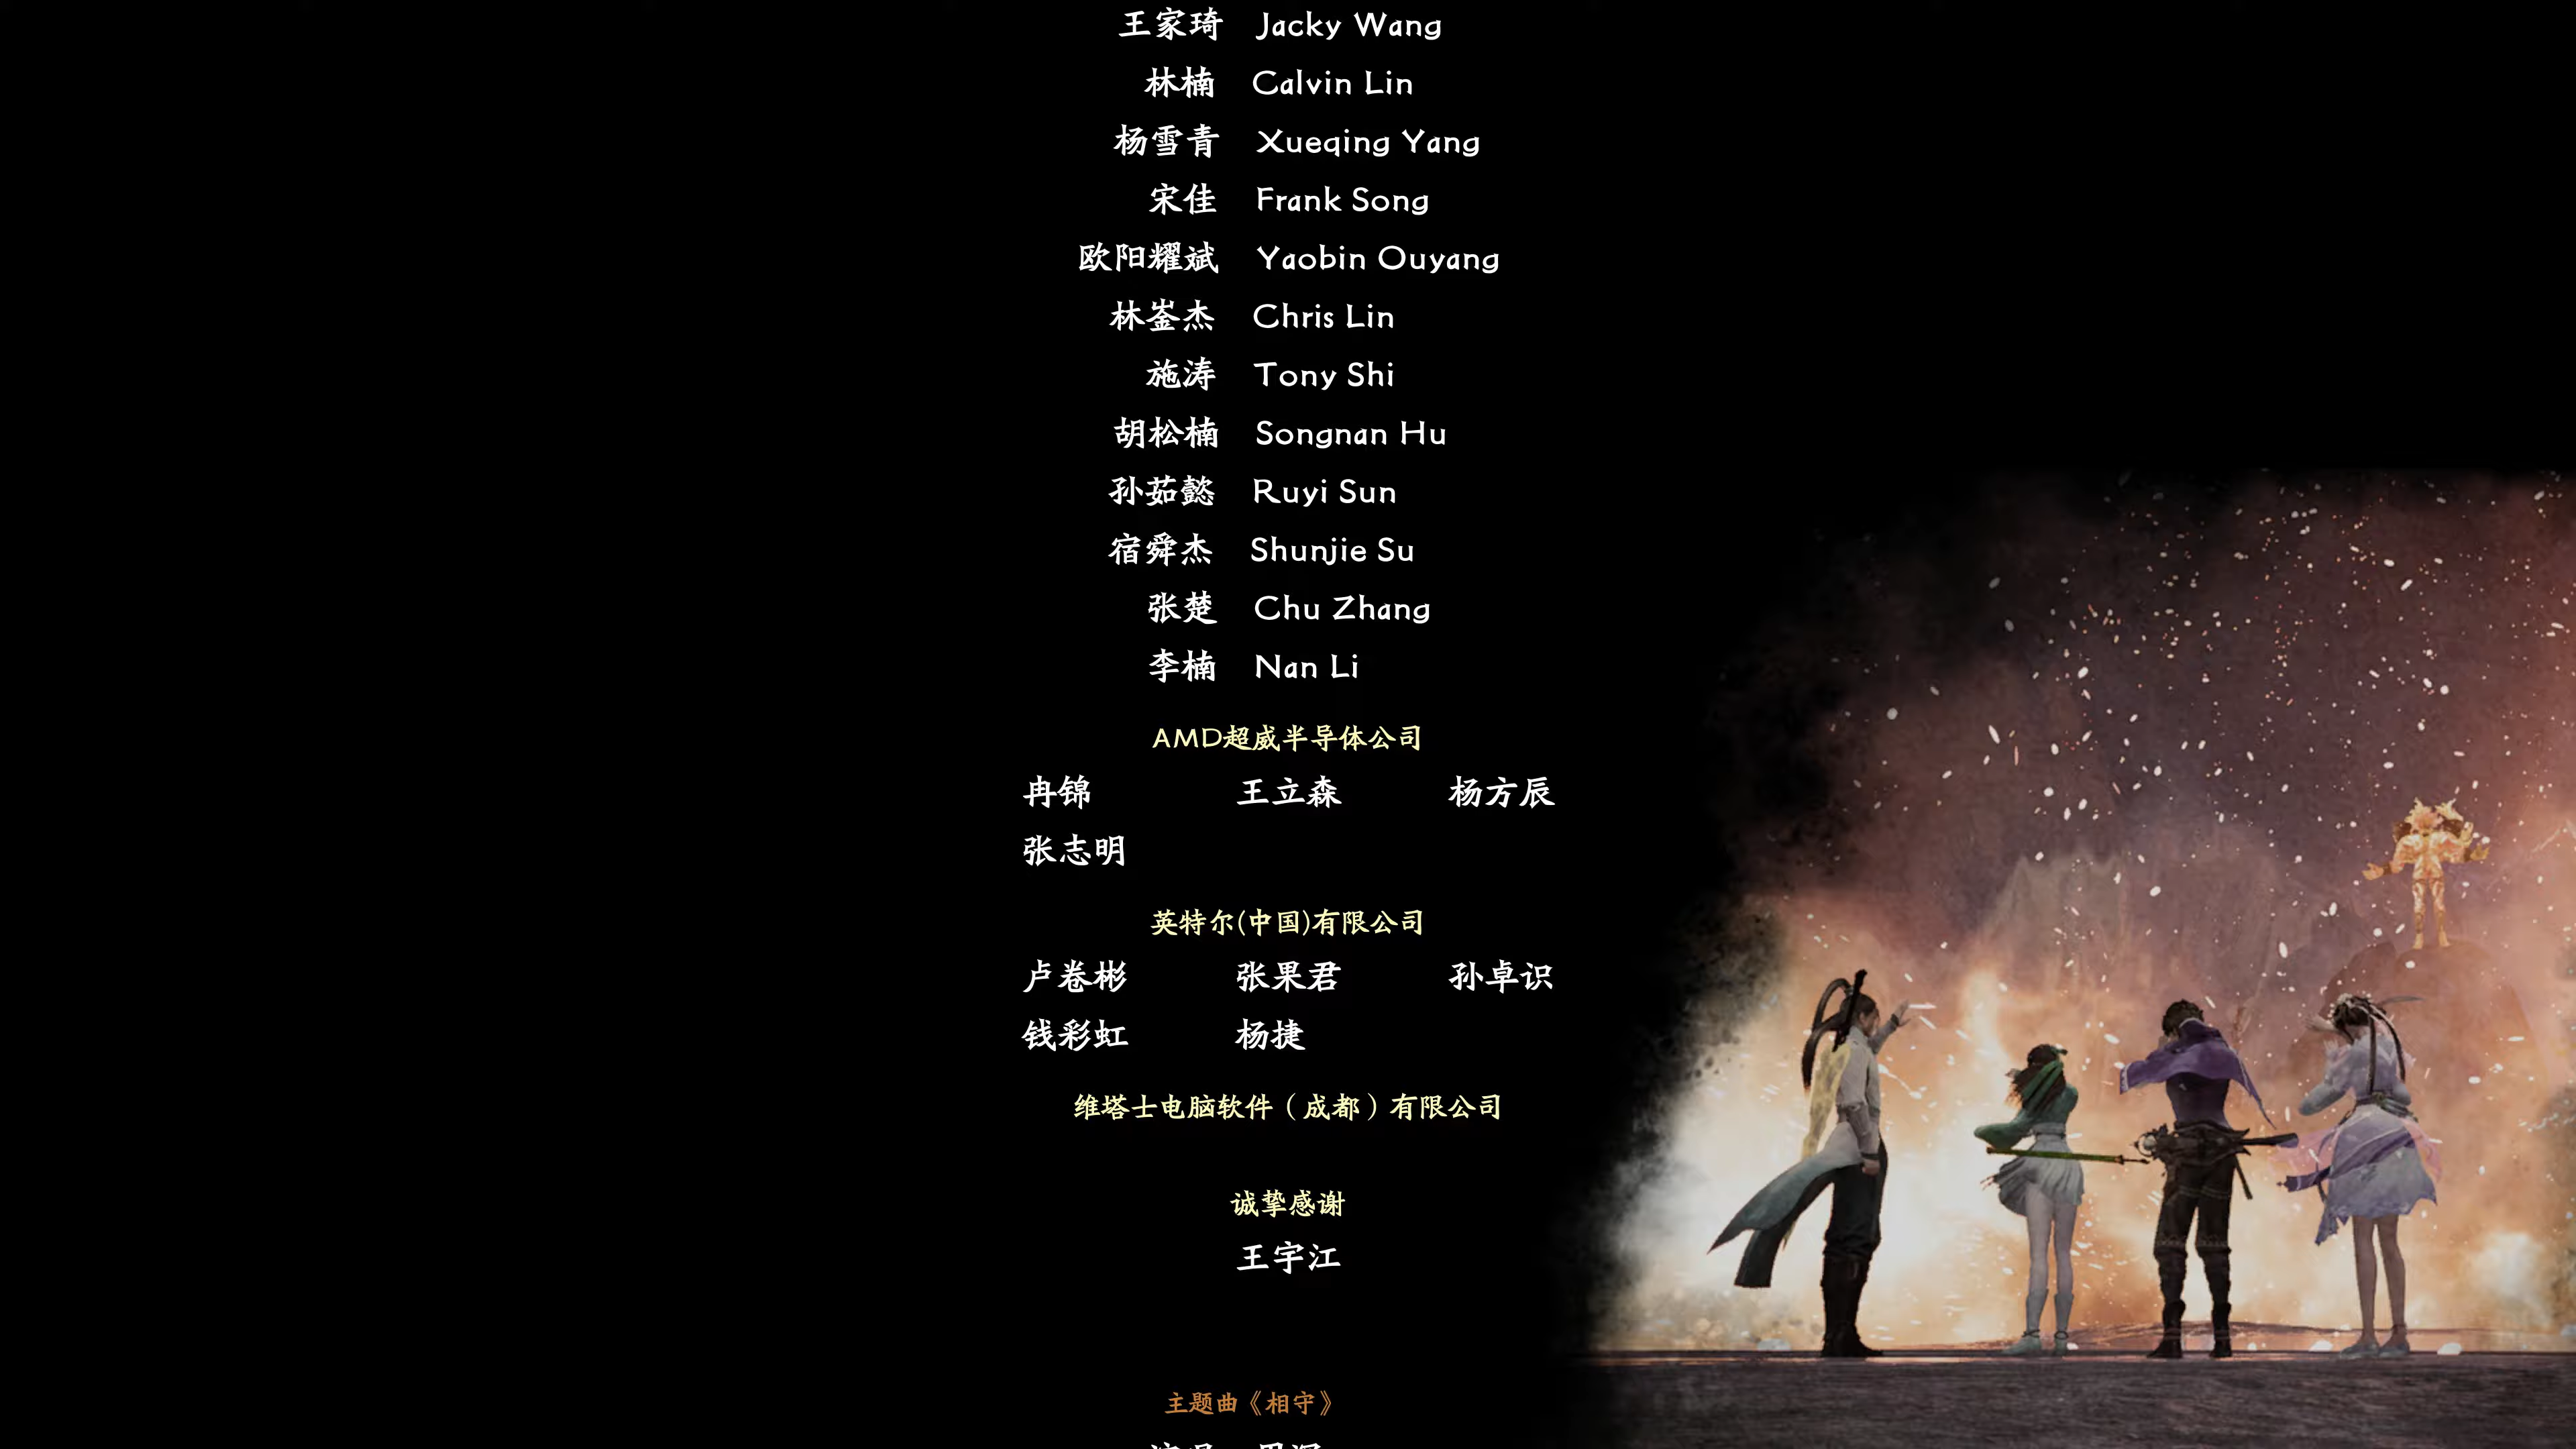 王家琦 Jacky Wang
林楠 Calvin Lin
杨雪青 Xueqing Yang
宋佳 Frank Song
欧阳耀斌 Yaobin Ouyang
林崟杰 Chris Lin
施涛 Tony Shi
胡松楠 Songnan Hu
孙茹懿 Ruyi Sun
宿舜杰 Shunjie Su
张楚 Chu Zhang
李楠 Nan Li
AMD超威半导体公司
冉锦 王立森 杨方辰
张志明
英特尔(中国)有限公司
卢卷彬 张果君 孙卓识
钱彩虹 杨捷
维塔士电脑软件（成都）有限公司
诚挚感谢
王宇江
主题曲《相守》